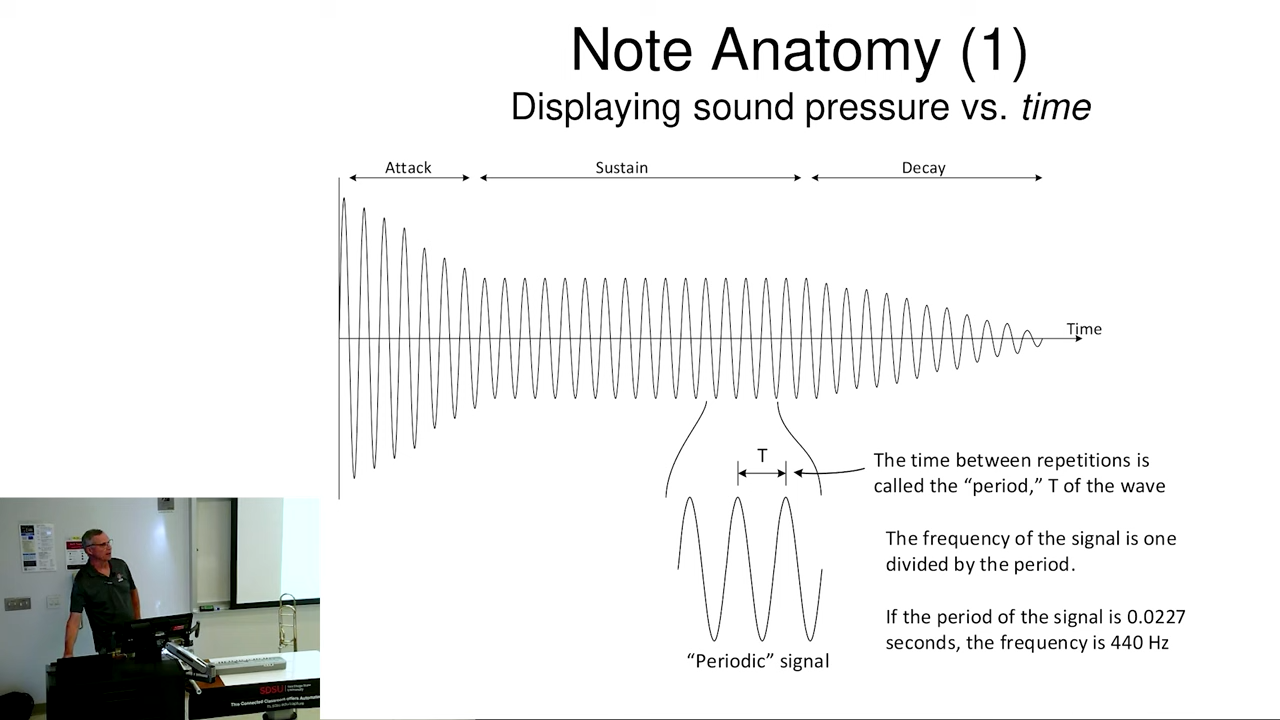 Note Anatomy (1)
Displaying sound pressure vs. time
Attack
Sustain
Decay
Time
T
The time between repetitions is
called the “period,” T of the wave
The frequency of the signal is one
divided by the period.
If the period of the signal is 0.0227
seconds, the frequency is 440 Hz
“Periodic” signal
SDSU